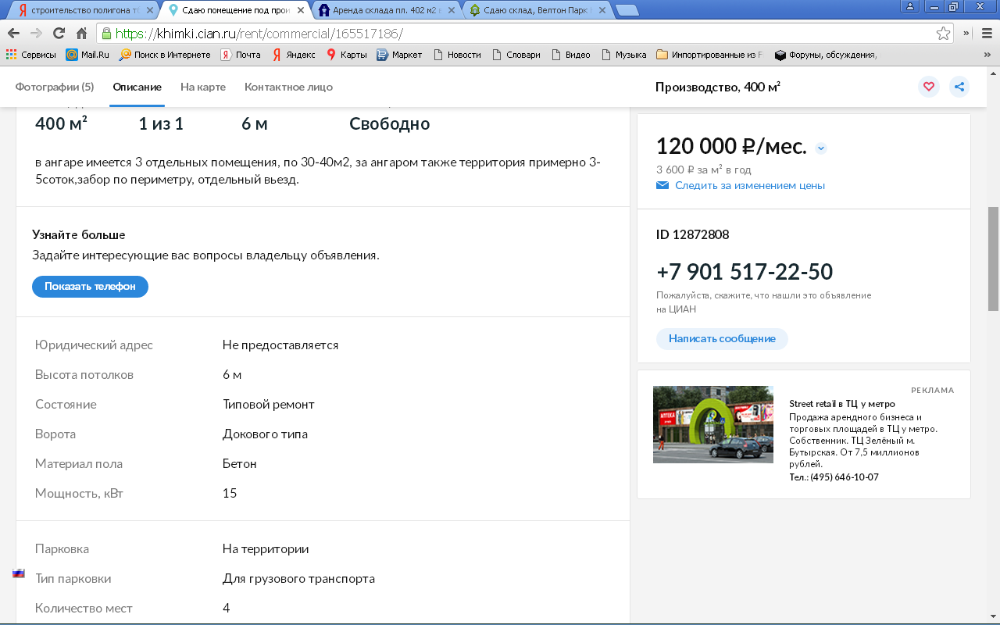 строительство полигона т
Сдаю помещение под прои
Аренда склада пл. 402 м2 в
Сдаю склад, Велтон Парк
https://khimki.cian.ru/rent/commercial/165517186/
Сервисы Mail.Ru Поиск в Интернете Почта Яндекс Карты Маркет Новости Словари Видео Музыка Импортированные из F Форумы, обсуждения,
Фотографии (5) Описание На карте Контактное лицо
Производство, 400 м²
400 м² 1 из 1 6 м Свободно
в ангаре имеется 3 отдельных помещения, по 30-40м2, за ангаром также территория примерно 3-
5соток,забор по периметру, отдельный вьезд.
Узнайте больше
Задайте интересующие вас вопросы владельцу объявления.
Показать телефон
Юридический адрес Не предоставляется
Высота потолков 6 м
Состояние Типовой ремонт
Ворота Докового типа
Материал пола Бетон
Мощность, кВт 15
Парковка На территории
Тип парковки Для грузового транспорта
Количество мест 4
120 000 ₽/мес.
3 600 ₽ за м² в год
Следить за изменением цены
ID 12872808
+7 901 517-22-50
Пожалуйста, скажите, что нашли это объявление
на ЦИАН
Написать сообщение
РЕКЛАМА
Street retail в ТЦ у метро
Продажа арендного бизнеса и
торговых площадей в ТЦ у метро.
Собственник. ТЦ Зелёный м.
Бутырская. От 7,5 миллионов
рублей.
Тел.: (495) 646-10-07
АПТЕКА